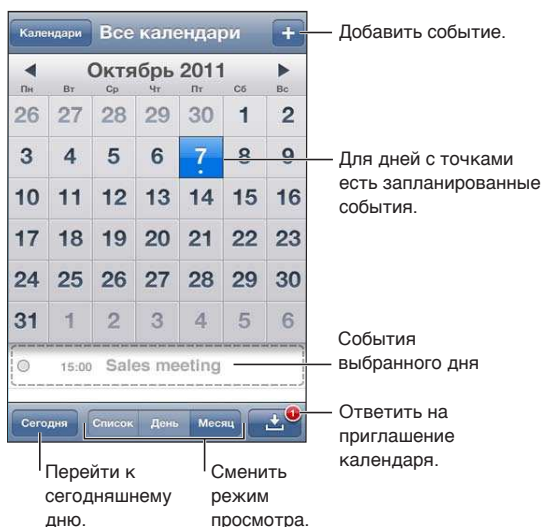 Календари Все календари +
Добавить событие.
Октябрь 2011
Пн Вт Ср Чт Пт Сб Вс
26 27 28 29 30 1 2
3 4 5 6 7 8 9
Для дней с точками
есть запланированные
события.
10 11 12 13 14 15 16
17 18 19 20 21 22 23
24 25 26 27 28 29 30
31 1 2 3 4 5 6
15:00 Sales meeting
События
выбранного дня
Сегодня Список День Месяц 1
Ответить на
приглашение
календаря.
Перейти к
сегодняшнему
дню.
Сменить
режим
просмотра.